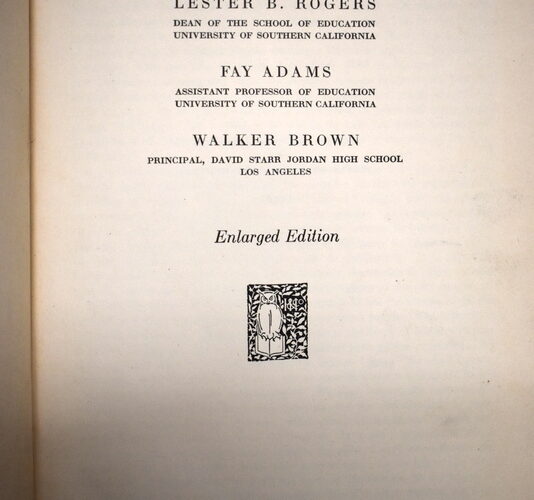 LESTER B. ROGERS
DEAN OF THE SCHOOL OF EDUCATION
UNIVERSITY OF SOUTHERN CALIFORNIA
FAY ADAMS
ASSISTANT PROFESSOR OF EDUCATION
UNIVERSITY OF SOUTHERN CALIFORNIA
WALKER BROWN
PRINCIPAL, DAVID STARR JORDAN HIGH SCHOOL
LOS ANGELES
Enlarged Edition